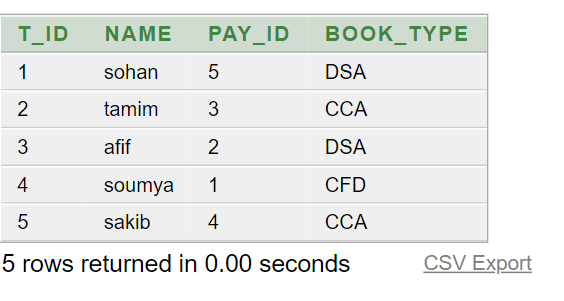 T_ID NAME PAY_ID BOOK_TYPE
1 sohan 5 DSA
2 tamim 3 CCA
3 afif 2 DSA
4 soumya 1 CFD
5 sakib 4 CCA
5 rows returned in 0.00 seconds CSV Export